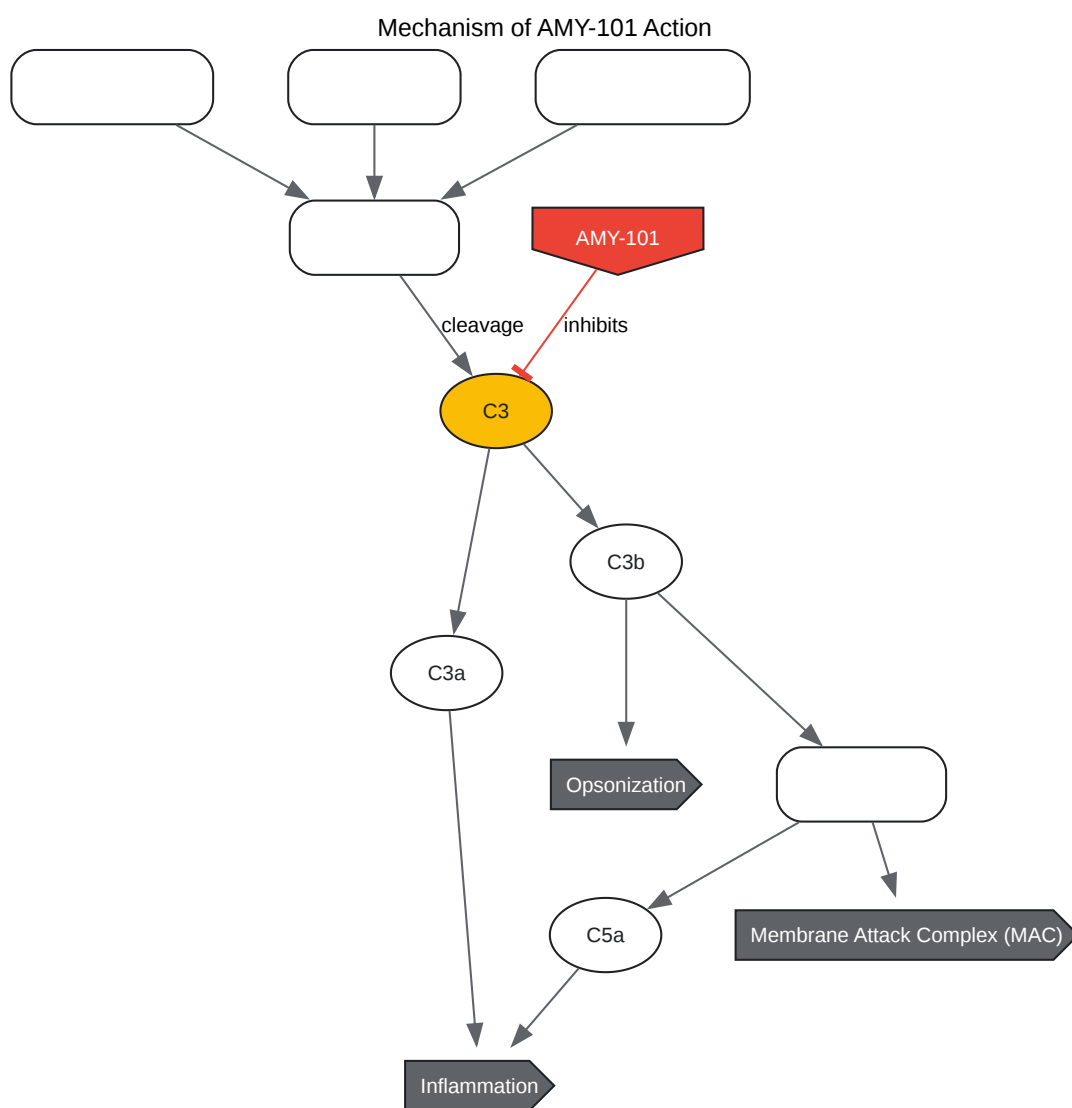 Mechanism of AMY-101 Action
AMY-101
cleavage
inhibits
C3
C3b
C3a
Opsonization
C5a
Membrane Attack Complex (MAC)
Inflammation